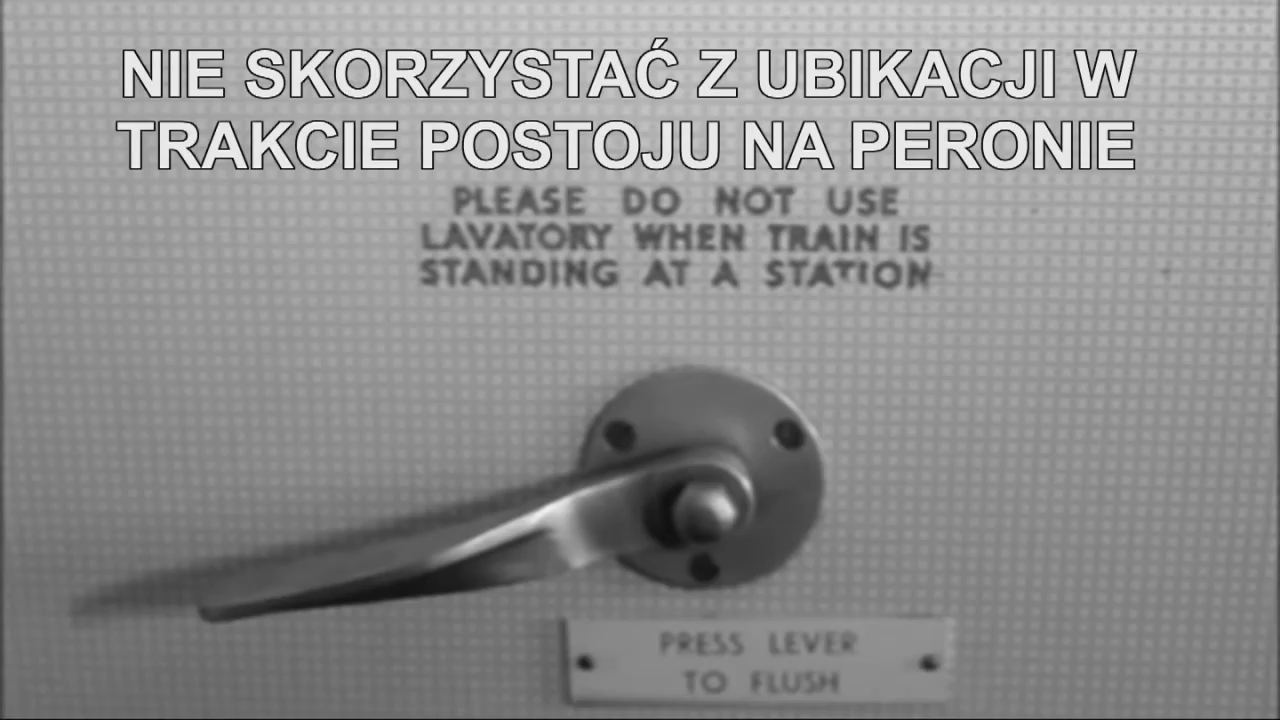 NIE SKORZYSTAĆ Z UBIKACJI W
TRAKCIE POSTOJU NA PERONIE
PLEASE DO NOT USE
LAVATORY WHEN TRAIN IS
STANDING AT A STATION
PRESS LEVER
TO FLUSH